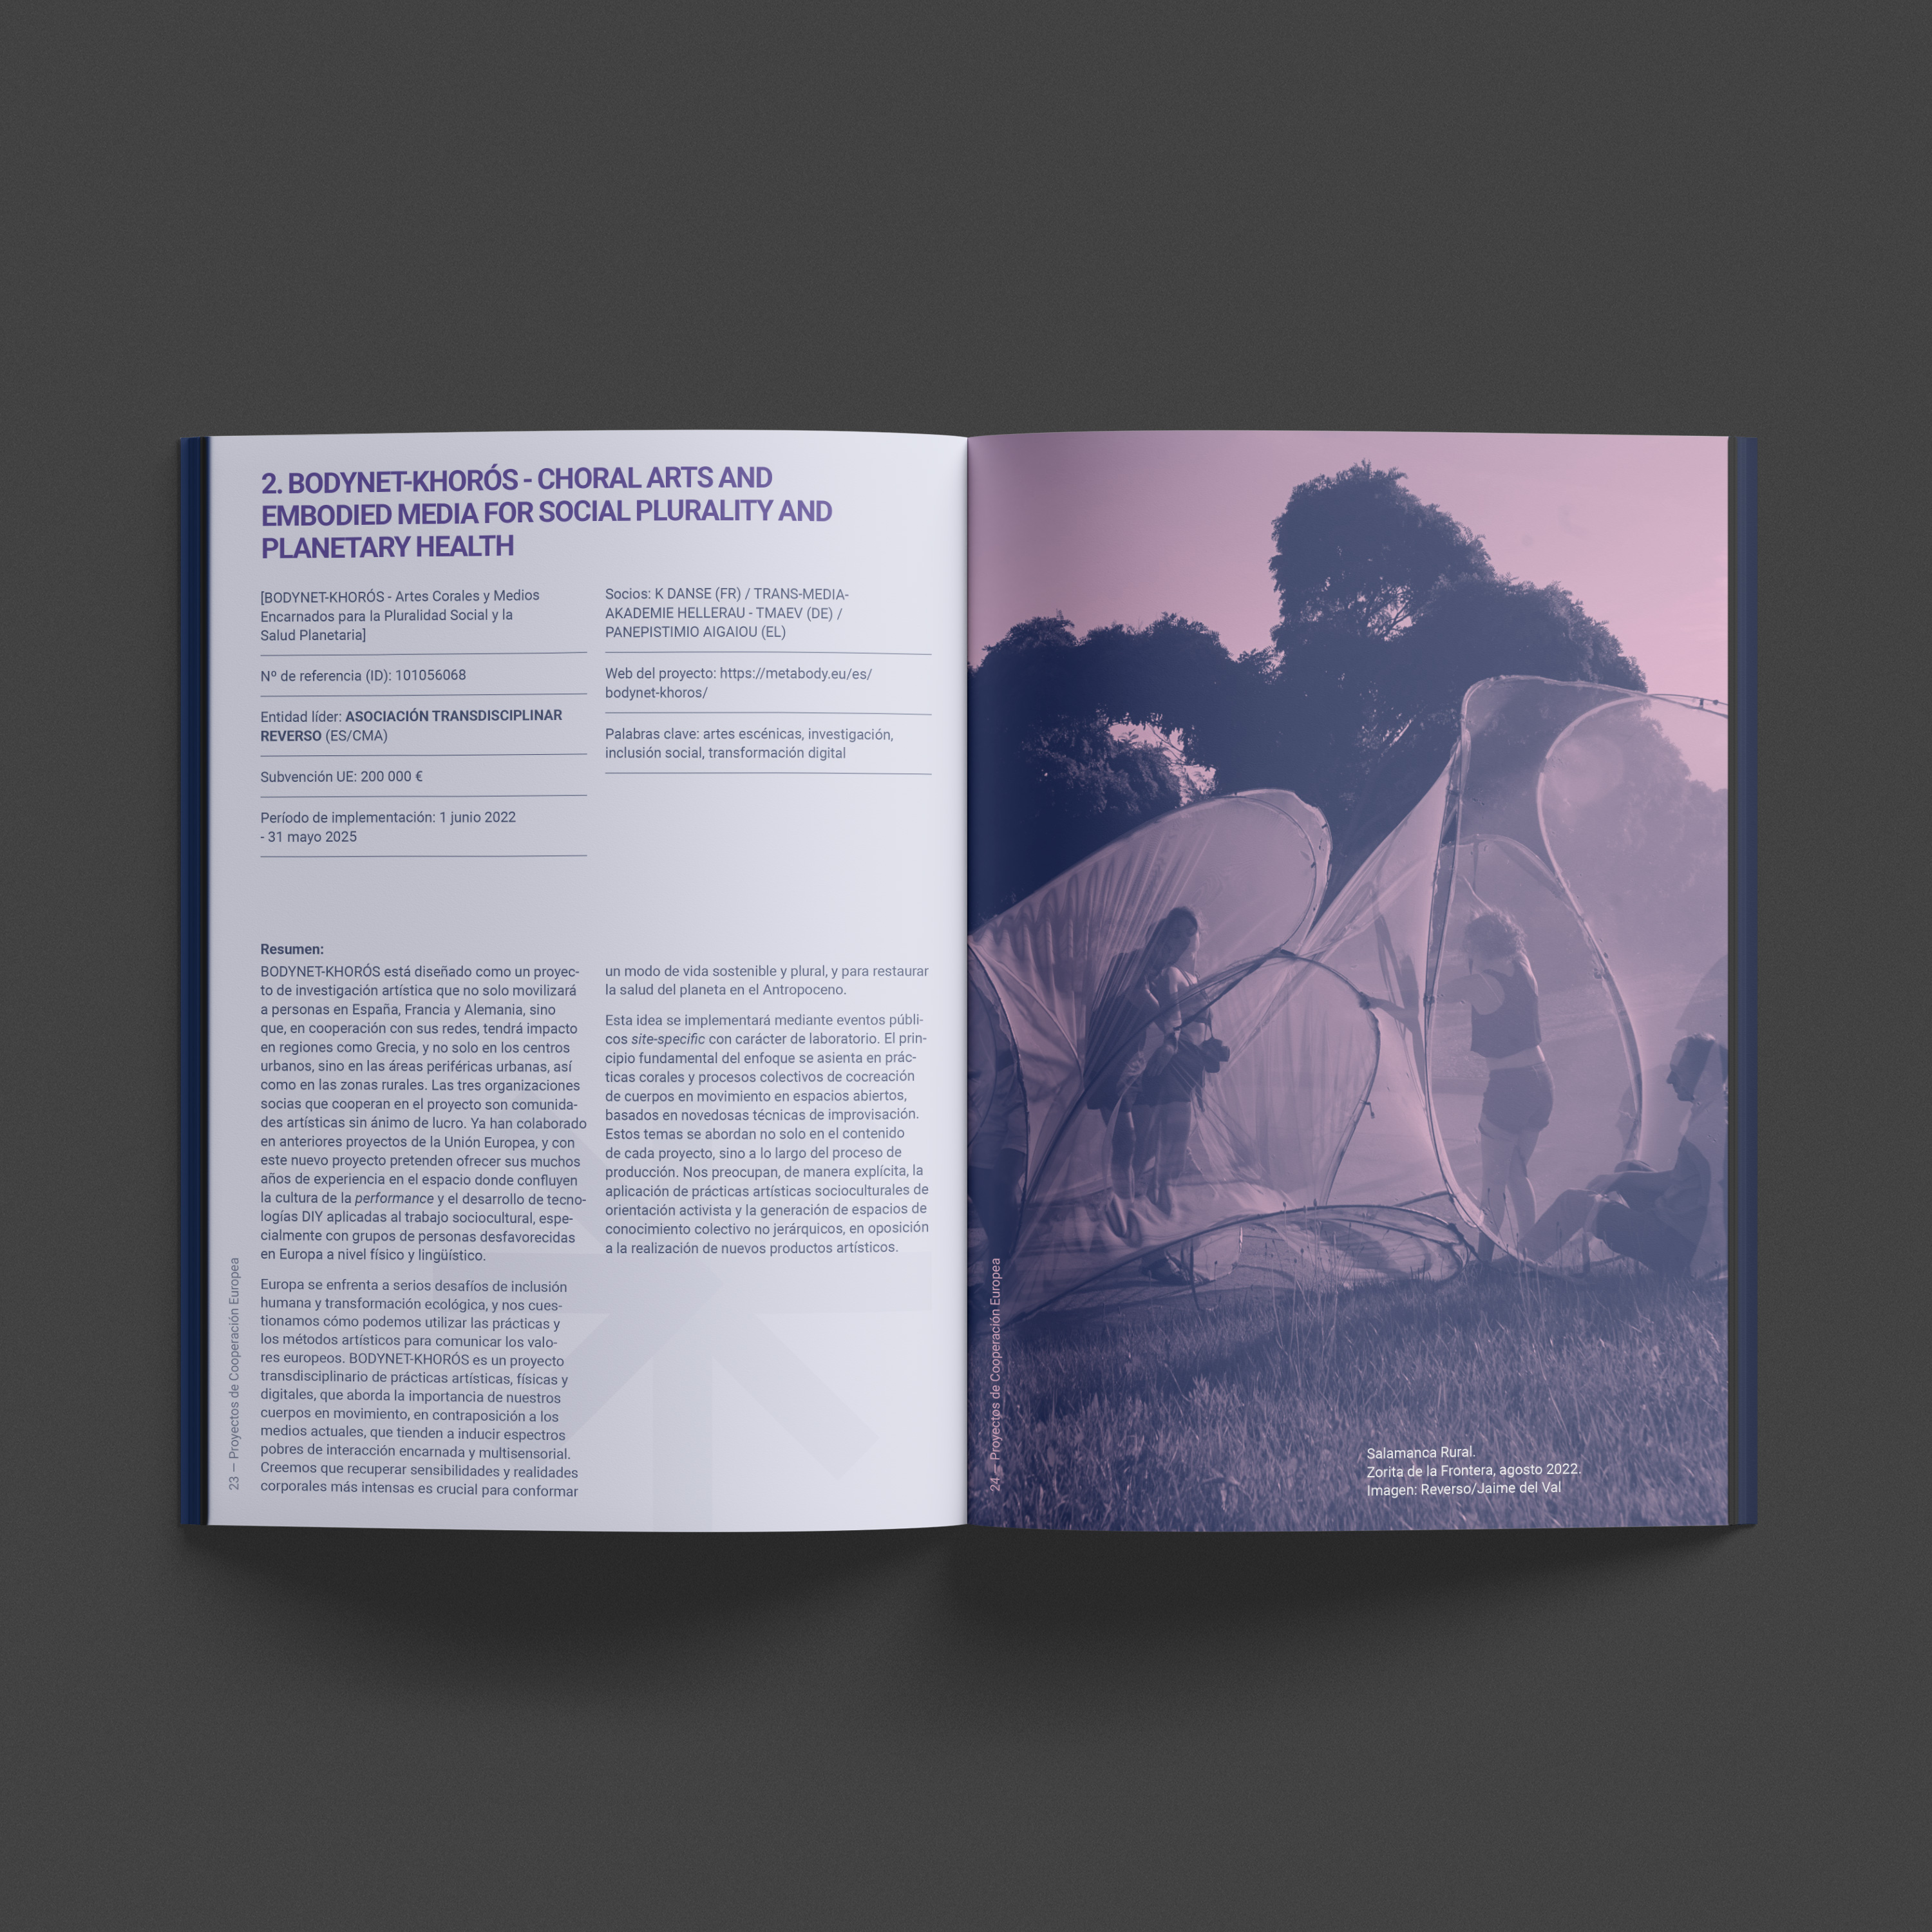 2. BODYNET-KHORÓS - CHORAL ARTS AND
EMBODIED MEDIA FOR SOCIAL PLURALITY AND
PLANETARY HEALTH
[BODYNET-KHORÓS - Artes Corales y Medios
Encarnados para la Pluralidad Social y la
Salud Planetaria]
Nº de referencia (ID): 101056068
Entidad líder: ASOCIACIÓN TRANSDISCIPLINAR
REVERSO (ES/CMA)
Subvención UE: 200 000 €
Período de implementación: 1 junio 2022
- 31 mayo 2025
Socios: K DANSE (FR) / TRANS-MEDIA-
AKADEMIE HELLERAU - TMAEV (DE) /
PANEPISTIMIO AIGAIOU (EL)
Web del proyecto: https://metabody.eu/es/
bodynet-khoros/
Palabras clave: artes escénicas, investigación,
inclusión social, transformación digital
Resumen:
BODYNET-KHORÓS está diseñado como un proyec-
to de investigación artística que no solo movilizará
a personas en España, Francia y Alemania, sino
que, en cooperación con sus redes, tendrá impacto
en regiones como Grecia, y no solo en los centros
urbanos, sino en las áreas periféricas urbanas, así
como en las zonas rurales. Las tres organizaciones
socias que cooperan en el proyecto son comunida-
des artísticas sin ánimo de lucro. Ya han colaborado
en anteriores proyectos de la Unión Europea, y con
este nuevo proyecto pretenden ofrecer sus muchos
años de experiencia en el espacio donde confluyen
la cultura de la performance y el desarrollo de tecno-
logías DIY aplicadas al trabajo sociocultural, espe-
cialmente con grupos de personas desfavorecidas
en Europa a nivel físico y lingüístico.
Europa se enfrenta a serios desafíos de inclusión
humana y transformación ecológica, y nos cues-
tionamos cómo podemos utilizar las prácticas y
los métodos artísticos para comunicar los valo-
res europeos. BODYNET-KHORÓS es un proyecto
transdisciplinario de prácticas artísticas, físicas y
digitales, que aborda la importancia de nuestros
cuerpos en movimiento, en contraposición a los
medios actuales, que tienden a inducir espectros
pobres de interacción encarnada y multisensorial.
Creemos que recuperar sensibilidades y realidades
corporales más intensas es crucial para conformar
un modo de vida sostenible y plural, y para restaurar
la salud del planeta en el Antropoceno.
Esta idea se implementará mediante eventos públi-
cos site-specific con carácter de laboratorio. El prin-
cipio fundamental del enfoque se asienta en prác-
ticas corales y procesos colectivos de cocreación
de cuerpos en movimiento en espacios abiertos,
basados en novedosas técnicas de improvisación.
Estos temas se abordan no solo en el contenido
de cada proyecto, sino a lo largo del proceso de
producción. Nos preocupan, de manera explícita, la
aplicación de prácticas artísticas socioculturales de
orientación activista y la generación de espacios de
conocimiento colectivo no jerárquicos, en oposición
a la realización de nuevos productos artísticos.
23 — Proyectos de Cooperación Europea
24 — Proyectos de Cooperación Europea
Salamanca Rural.
Zorita de la Frontera, agosto 2022.
Imagen: Reverso/Jaime del Val